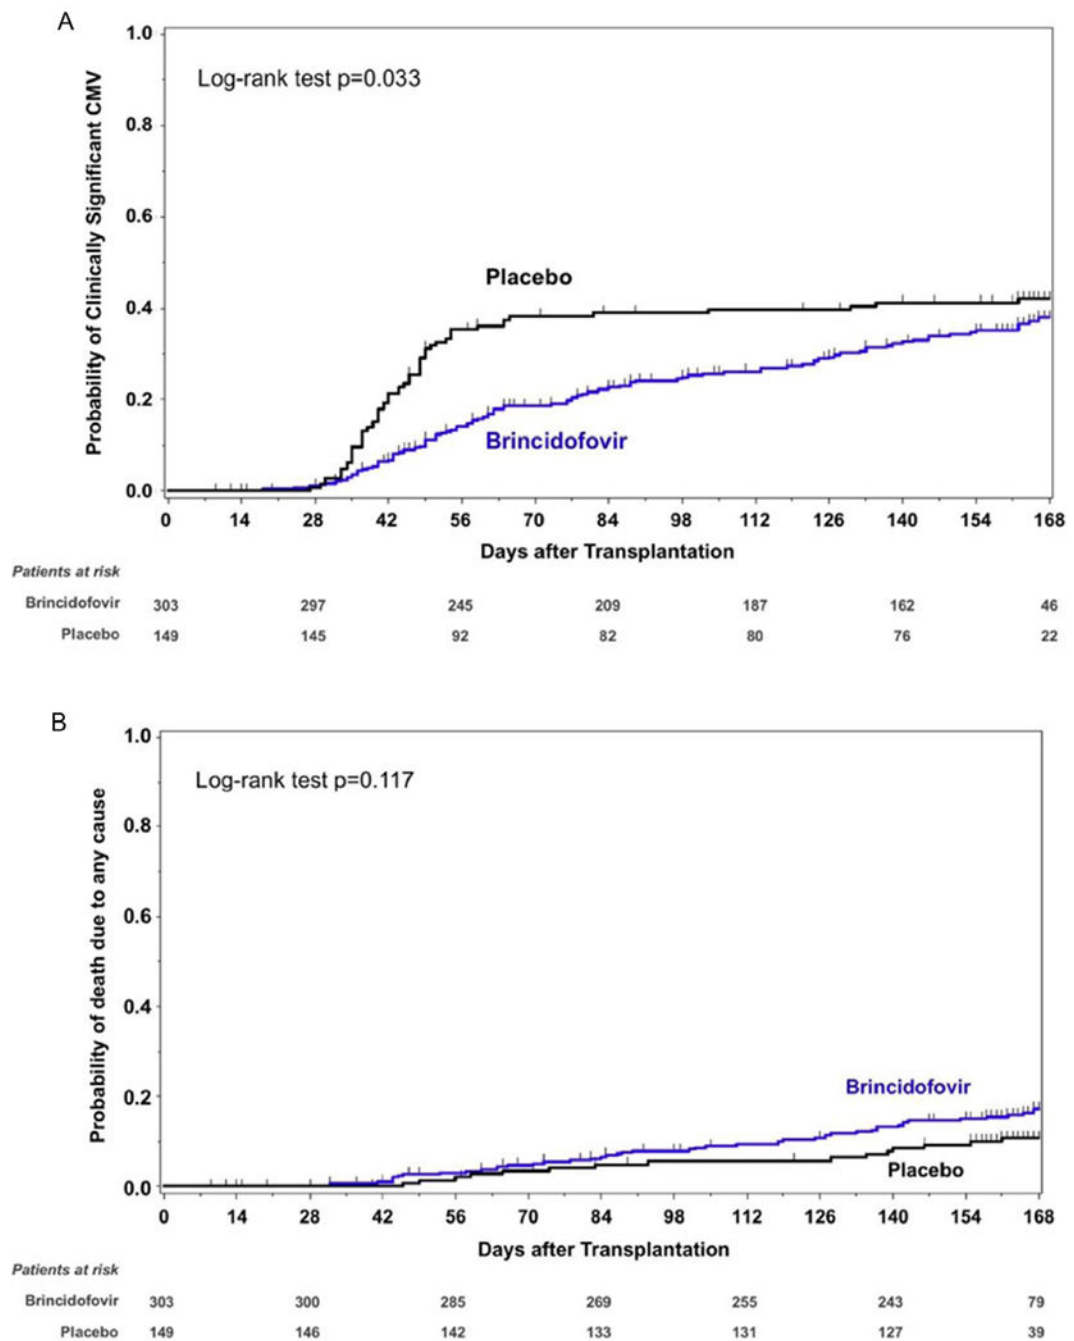 A
Log-rank test p=0.033
Probability of Clinically Significant CMV
1.0
0.8
0.6
0.4
0.2
0.0
Placebo
Brincidofovir
0 14 28 42 56 70 84 98 112 126 140 154 168
Days after Transplantation
Patients at risk
Brincidofovir 303 297 245 209 187 162 46
Placebo 149 145 92 82 80 76 22
B
Log-rank test p=0.117
Probability of death due to any cause
1.0
0.8
0.6
0.4
0.2
0.0
Brincidofovir
Placebo
0 14 28 42 56 70 84 98 112 126 140 154 168
Days after Transplantation
Patients at risk
Brincidofovir 303 300 285 269 255 243 79
Placebo 149 146 142 133 131 127 39